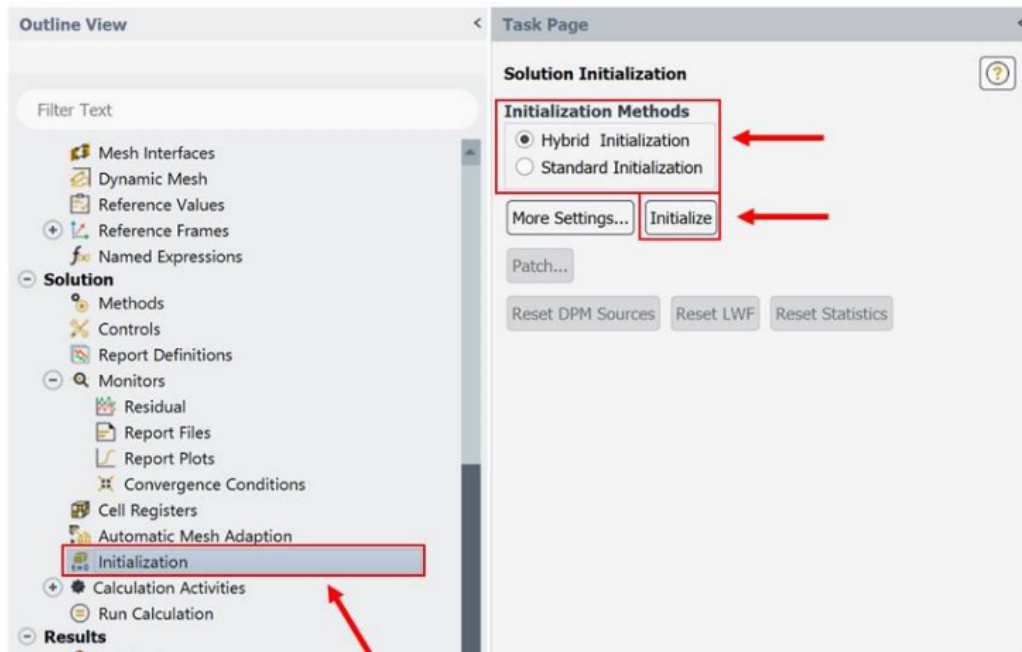 Outline View
Filter Text
Mesh Interfaces
Dynamic Mesh
Reference Values
Reference Frames
Named Expressions
Solution
Methods
Controls
Report Definitions
Monitors
Residual
Report Files
Report Plots
Convergence Conditions
Cell Registers
Automatic Mesh Adaption
Initialization
Calculation Activities
Run Calculation
Results
Task Page
Solution Initialization
Initialization Methods
Hybrid Initialization
Standard Initialization
More Settings... Initialize
Patch...
Reset DPM Sources Reset LWF Reset Statistics